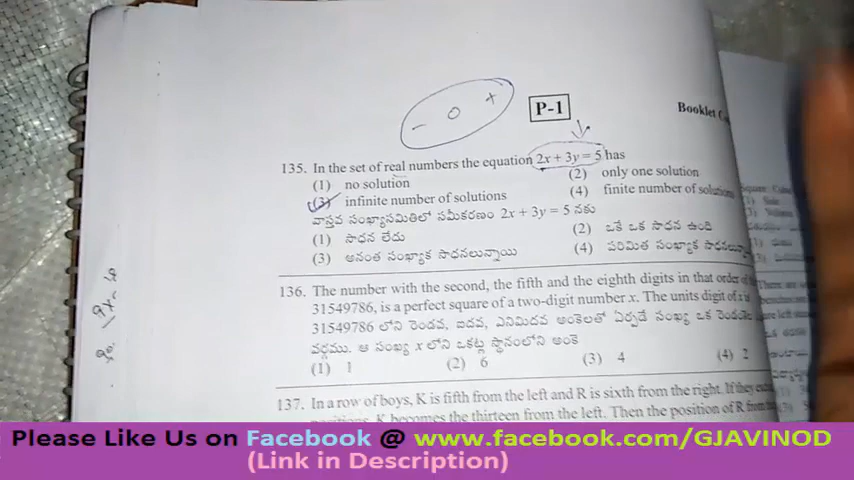 P-1
Booklet
135. In the set of real numbers the equation 2x + 3y = 5 has
(1) no solution
(2) only one solution
(3) infinite number of solutions
(4) finite number of solutions
వాస్తవ సంఖ్యాసమితిలో సమీకరణం 2x + 3y = 5 నకు
(1) సాధన లేదు
(2) ఒకే ఒక సాధన ఉంది
(3) అనంత సంఖ్యాక సాధనలున్నాయి
(4) పరిమిత సంఖ్యాక
136. The number with the second, the fifth and the eighth digits in that order of
31549786, is a perfect square of a two-digit number x. The units digit of x is
31549786 లోని రెండవ, ఐదవ, ఎనిమిదవ అంకెలతో ఏర్పడే సంఖ్య ఒక
వర్గము. ఆ సంఖ్య x లోని ఒకట్ల స్థానంలోని అంకె
(1) 1
(2) 6
(3) 4
(4) 2
137. In a row of boys, K is fifth from the left and R is sixth from the right. If they
positions, K becomes the thirteen from the left. Then the position of R from the
Please Like Us on Facebook @ www.facebook.com/GJAVINOD
(Link in Description)